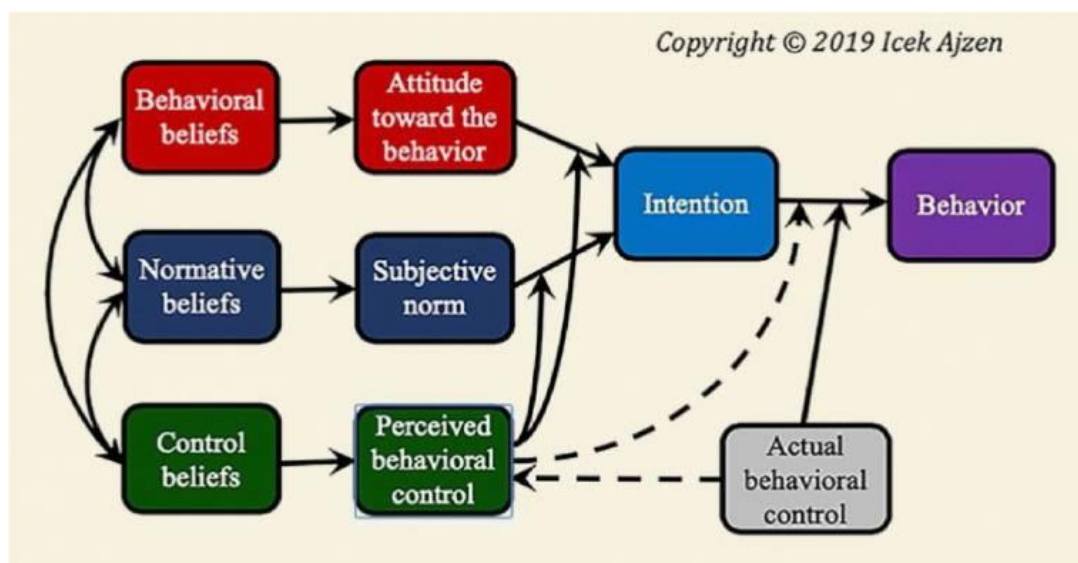 Copyright © 2019 Icek Ajzen
Behavioral
beliefs
Attitude
toward the
behavior
Intention
Behavior
Normative
beliefs
Subjective
norm
Control
beliefs
Perceived
behavioral
control
Actual
behavioral
control